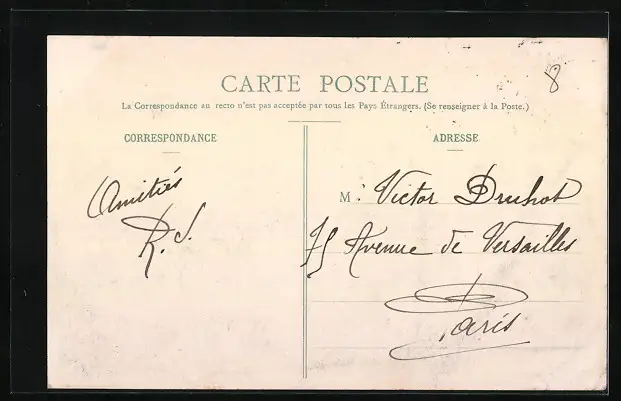 8
CARTE POSTALE
La Correspondance au recto n'est pas acceptée par tous les Pays Étrangers. (Se renseigner à la Poste.)
CORRESPONDANCE
ADRESSE
Amitiés
R. J.
M. Victor Druhot
75 Avenue de Versailles
Paris